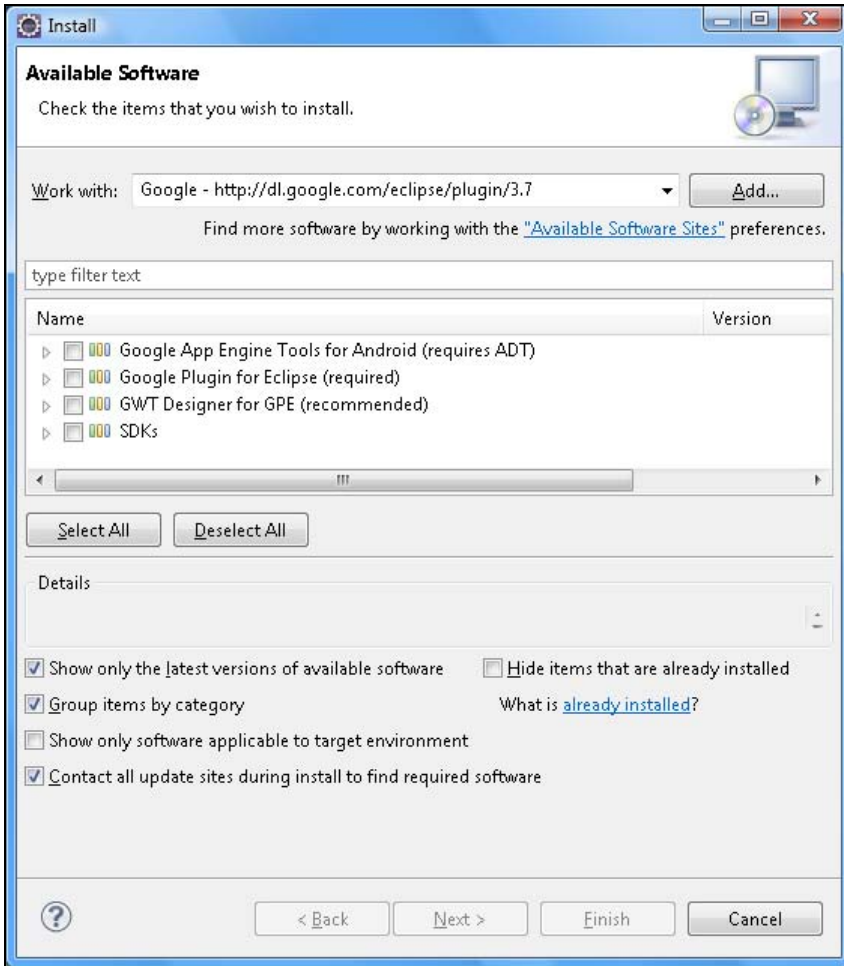 Install
Available Software
Check the items that you wish to install.
Work with: Google - http://dl.google.com/eclipse/plugin/3.7 Add...
Find more software by working with the "Available Software Sites" preferences.
type filter text
Name Version
Google App Engine Tools for Android (requires ADT)
Google Plugin for Eclipse (required)
GWT Designer for GPE (recommended)
SDKs
Select All Deselect All
Details
Show only the latest versions of available software Hide items that are already installed
Group items by category What is already installed?
Show only software applicable to target environment
Contact all update sites during install to find required software
? < Back Next > Finish Cancel